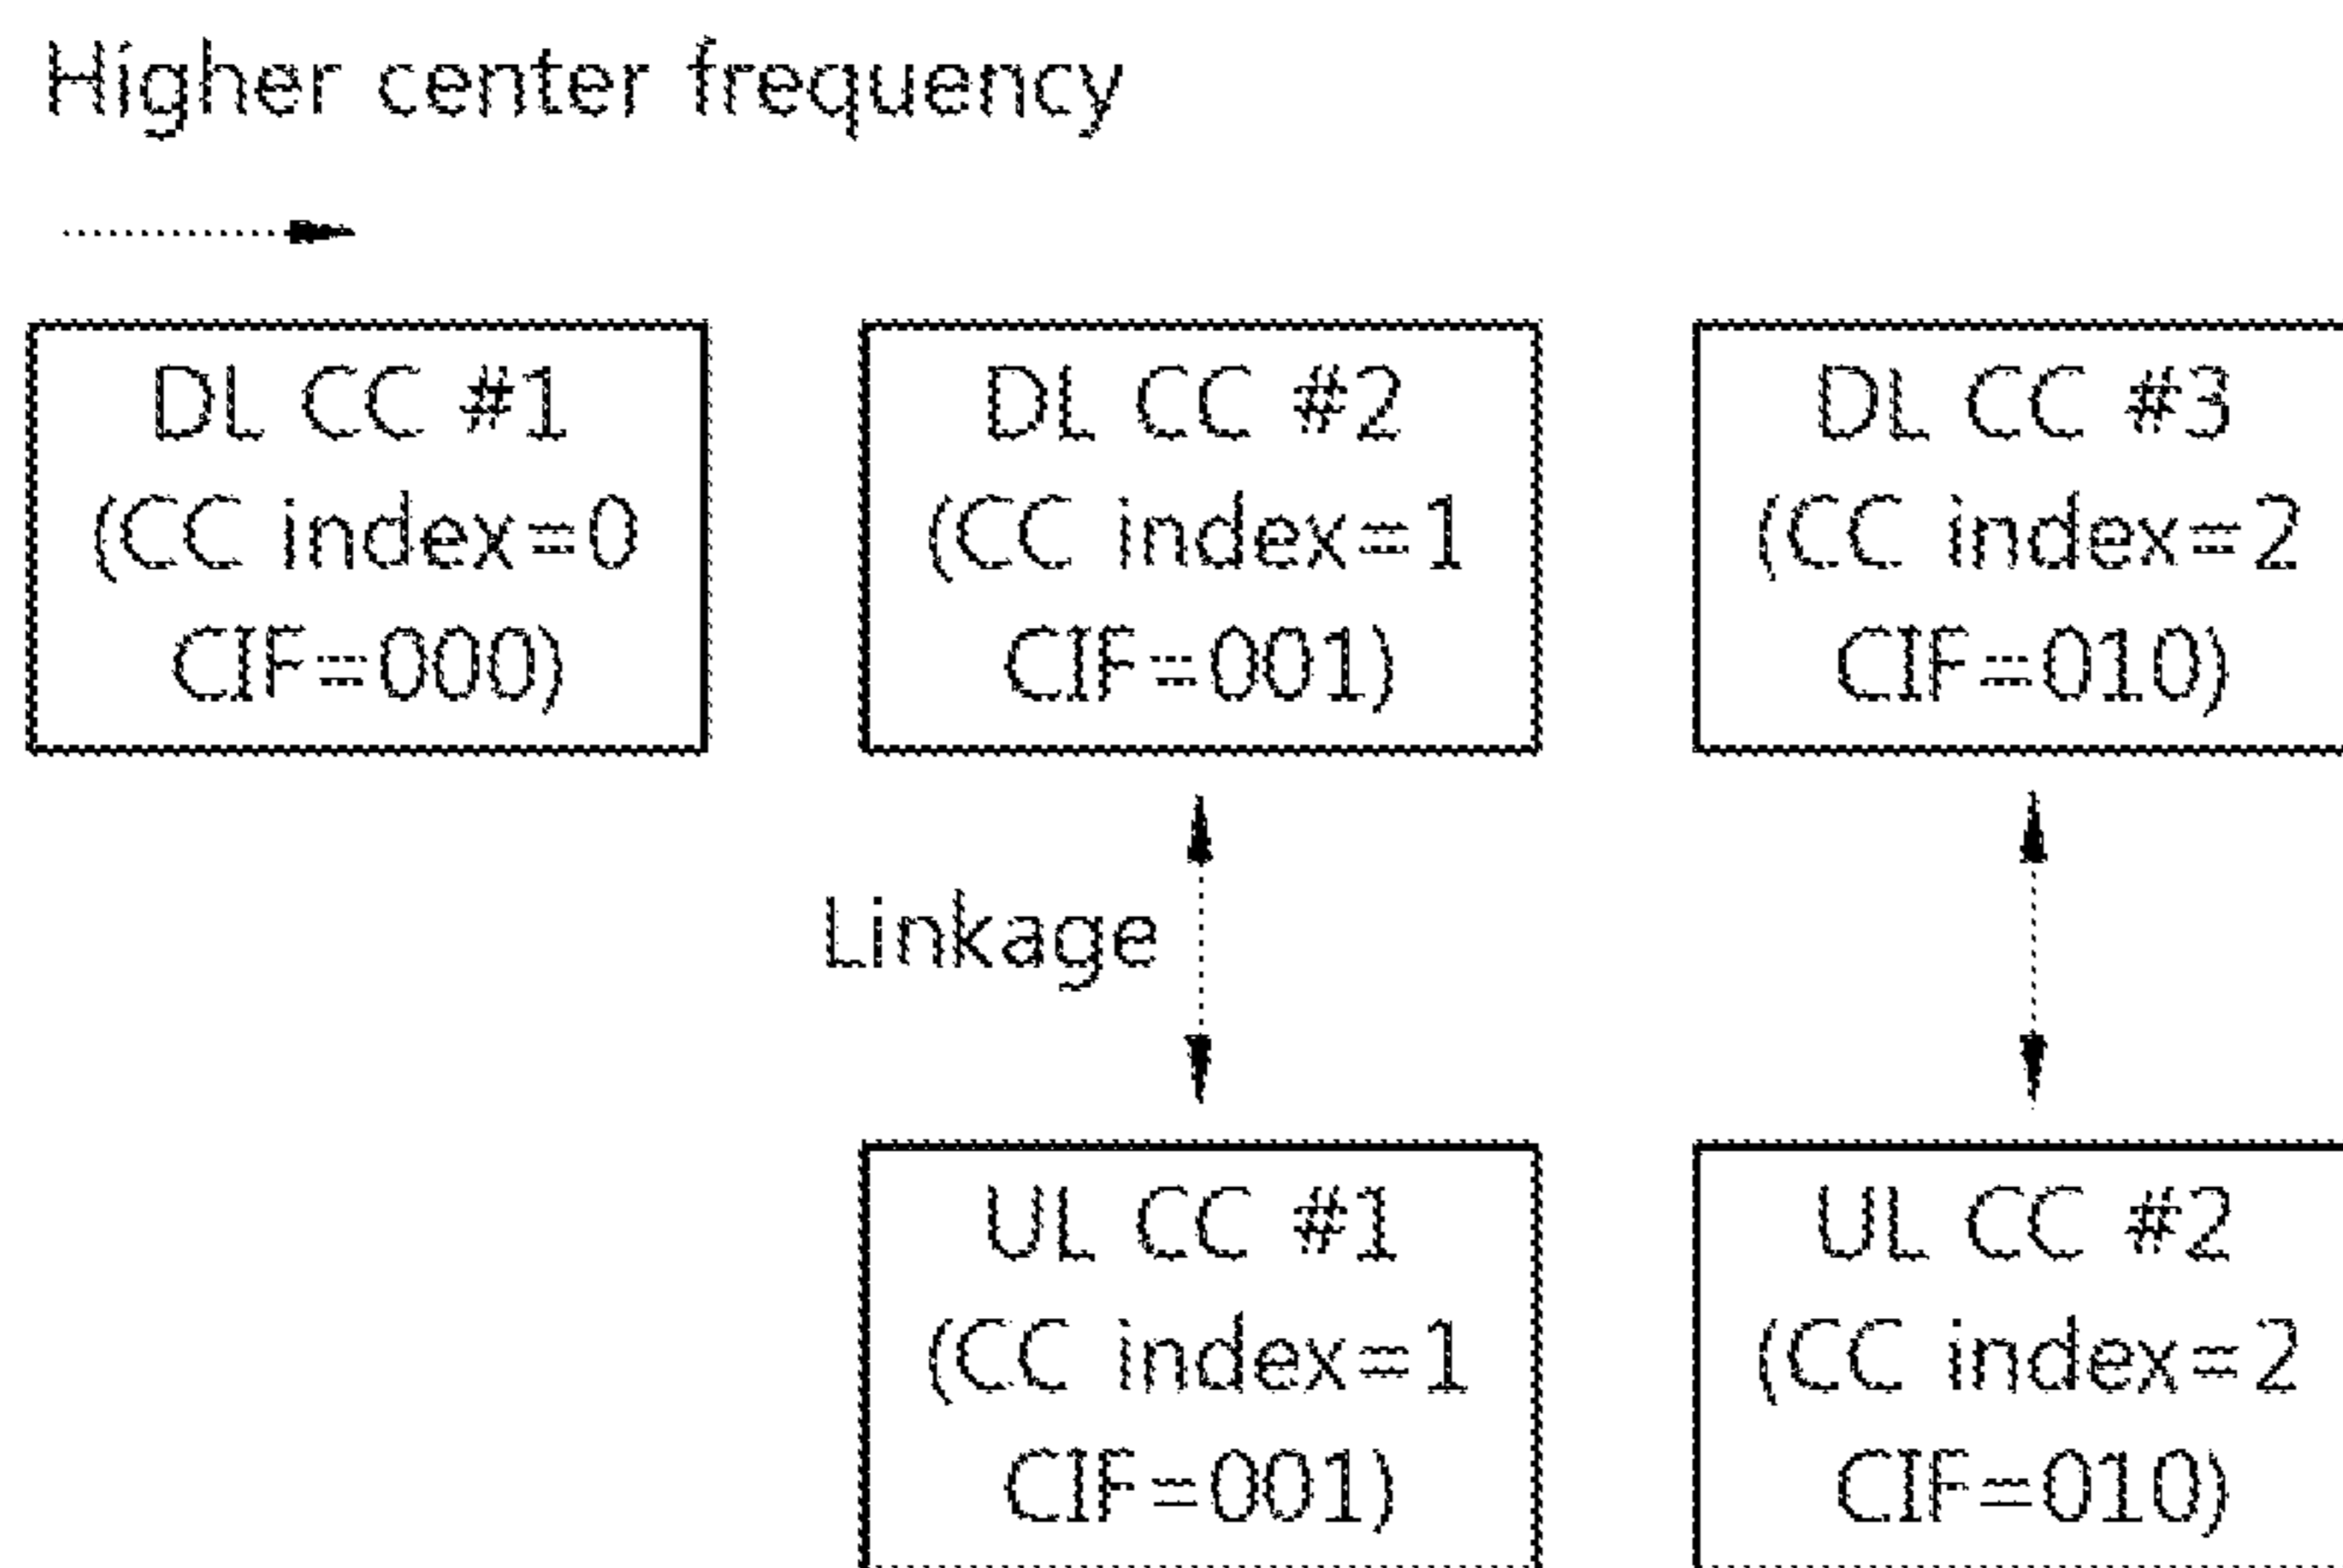 Higher center frequency
DL CC #1
(CC index=0
CIF=000)
DL CC #2
(CC index=1
CIF=001)
DL CC #3
(CC index=2
CIF=010)
Linkage
UL CC #1
(CC index=1
CIF=001)
UL CC #2
(CC index=2
CIF=010)